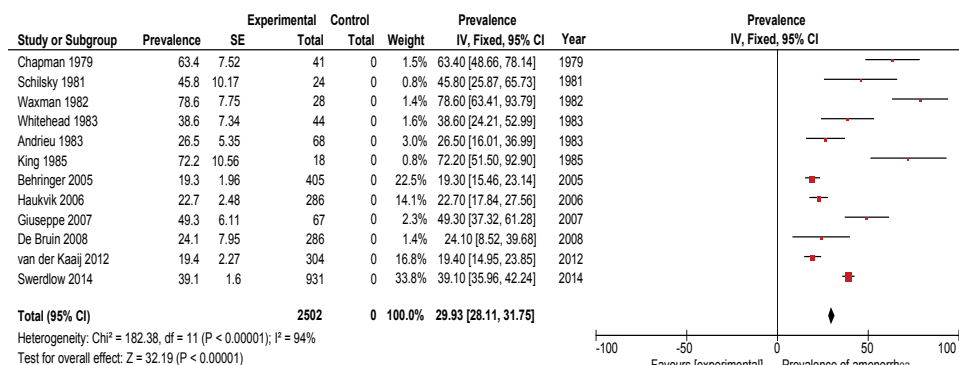 Experimental Control Prevalence Prevalence
Study or Subgroup Prevalence SE Total Total Weight IV, Fixed, 95% CI Year IV, Fixed, 95% CI
Chapman 1979 63.4 7.52 41 0 1.5% 63.40 [48.66, 78.14] 1979
Schilsky 1981 45.8 10.17 24 0 0.8% 45.80 [25.87, 65.73] 1981
Waxman 1982 78.6 7.75 28 0 1.4% 78.60 [63.41, 93.79] 1982
Whitehead 1983 38.6 7.34 44 0 1.6% 38.60 [24.21, 52.99] 1983
Andrieu 1983 26.5 5.35 68 0 3.0% 26.50 [16.01, 36.99] 1983
King 1985 72.2 10.56 18 0 0.8% 72.20 [51.50, 92.90] 1985
Behringer 2005 19.3 1.96 405 0 22.5% 19.30 [15.46, 23.14] 2005
Haukvik 2006 22.7 2.48 286 0 14.1% 22.70 [17.84, 27.56] 2006
Giuseppe 2007 49.3 6.11 67 0 2.3% 49.30 [37.32, 61.28] 2007
De Bruin 2008 24.1 7.95 286 0 1.4% 24.10 [8.52, 39.68] 2008
van der Kaaij 2012 19.4 2.27 304 0 16.8% 19.40 [14.95, 23.85] 2012
Swerdlow 2014 39.1 1.6 931 0 33.8% 39.10 [35.96, 42.24] 2014
Total (95% CI) 2502 0 100.0% 29.93 [28.11, 31.75]
Heterogeneity: Chi² = 182.38, df = 11 (P < 0.00001); I² = 94%
Test for overall effect: Z = 32.19 (P < 0.00001)
-100 -50 0 50 100
Favours [experimental] Prevalence of